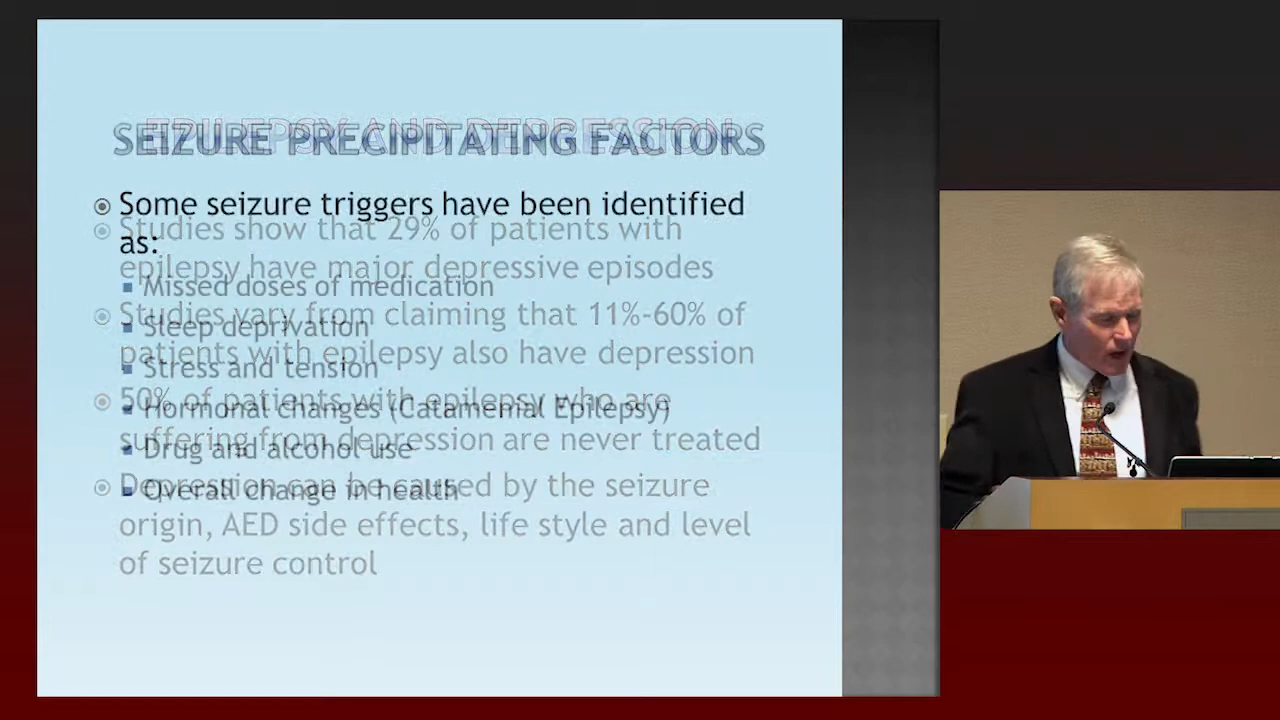 EPILEPSY AND DEPRESSION
SEIZURE PRECIPITATING FACTORS
Some seizure triggers have been identified
as:
Missed doses of medication
Sleep deprivation
Stress and tension
Hormonal changes (Catamenial Epilepsy)
Drug and alcohol use
Overall change in health
Studies show that 29% of patients with
epilepsy have major depressive episodes
Studies vary from claiming that 11%-60% of
patients with epilepsy also have depression
50% of patients with epilepsy who are
suffering from depression are never treated
Depression can be caused by the seizure
origin, AED side effects, life style and level
of seizure control